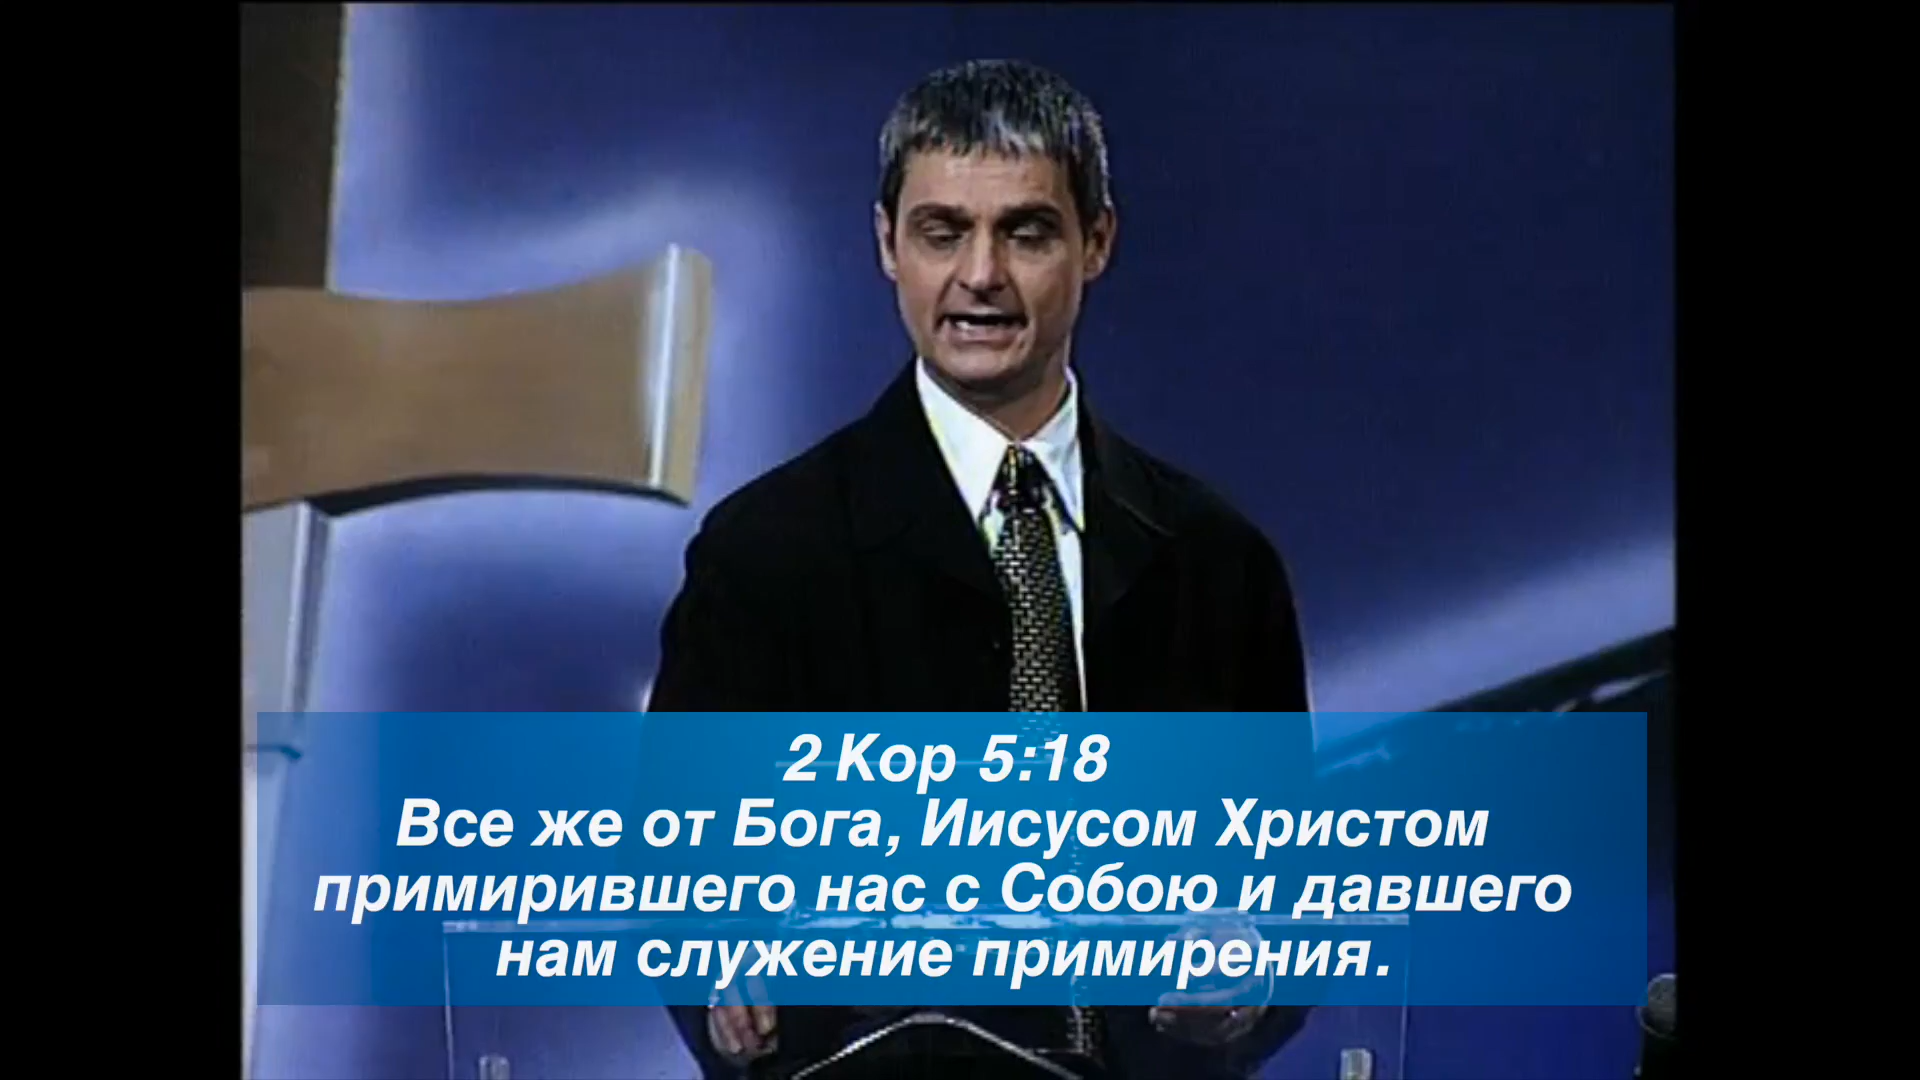 2 Кор 5:18
Все же от Бога, Иисусом Христом
примирившего нас с Собою и давшего
нам служение примирения.